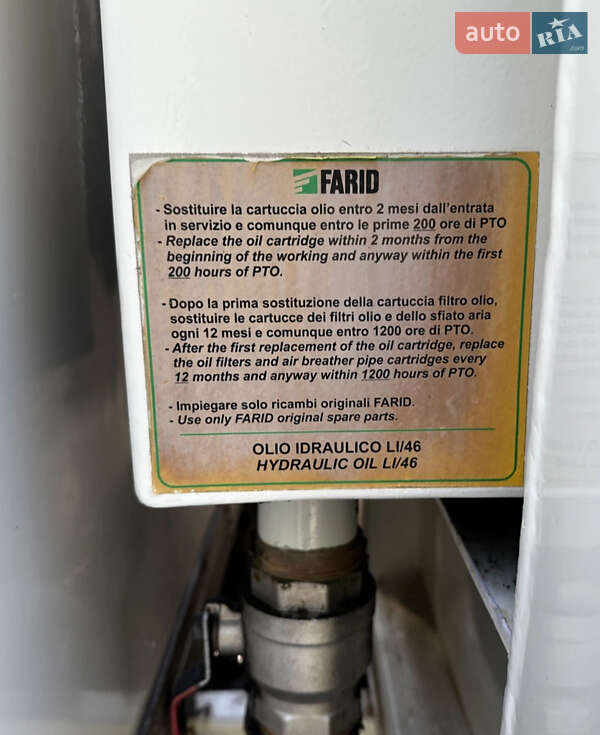 auto RIA .com
FARID
- Sostituire la cartuccia olio entro 2 mesi dall'entrata
in servizio e comunque entro le prime 200 ore di PTO
- Replace the oil cartridge within 2 months from the
beginning of the working and anyway within the first
200 hours of PTO.
- Dopo la prima sostituzione della cartuccia filtro olio,
sostituire le cartucce dei filtri olio e dello sfiato aria
ogni 12 mesi e comunque entro 1200 ore di PTO.
- After the first replacement of the oil cartridge, replace
the oil filters and air breather pipe cartridges every
12 months and anyway within 1200 hours of PTO.
- Impiegare solo ricambi originali FARID.
- Use only FARID original spare parts.
OLIO IDRAULICO LI/46
HYDRAULIC OIL LI/46